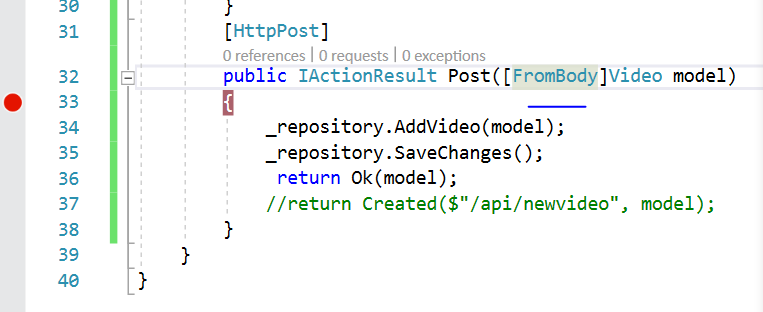 30 }
31 [HttpPost]
0 references | 0 requests | 0 exceptions
32 public IActionResult Post([FromBody]Video model)
33 {
34 _repository.AddVideo(model);
35 _repository.SaveChanges();
36 return Ok(model);
37 //return Created($"/api/newvideo", model);
38 }
39 }
40 }